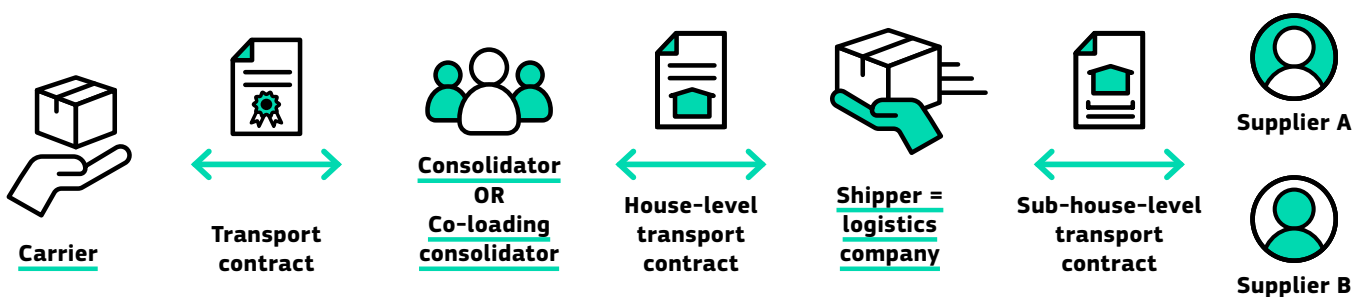 Carrier
Transport
contract
Consolidator
OR
Co-loading
consolidator
House-level
transport
contract
Shipper =
logistics
company
Sub-house-level
transport
contract
Supplier A
Supplier B